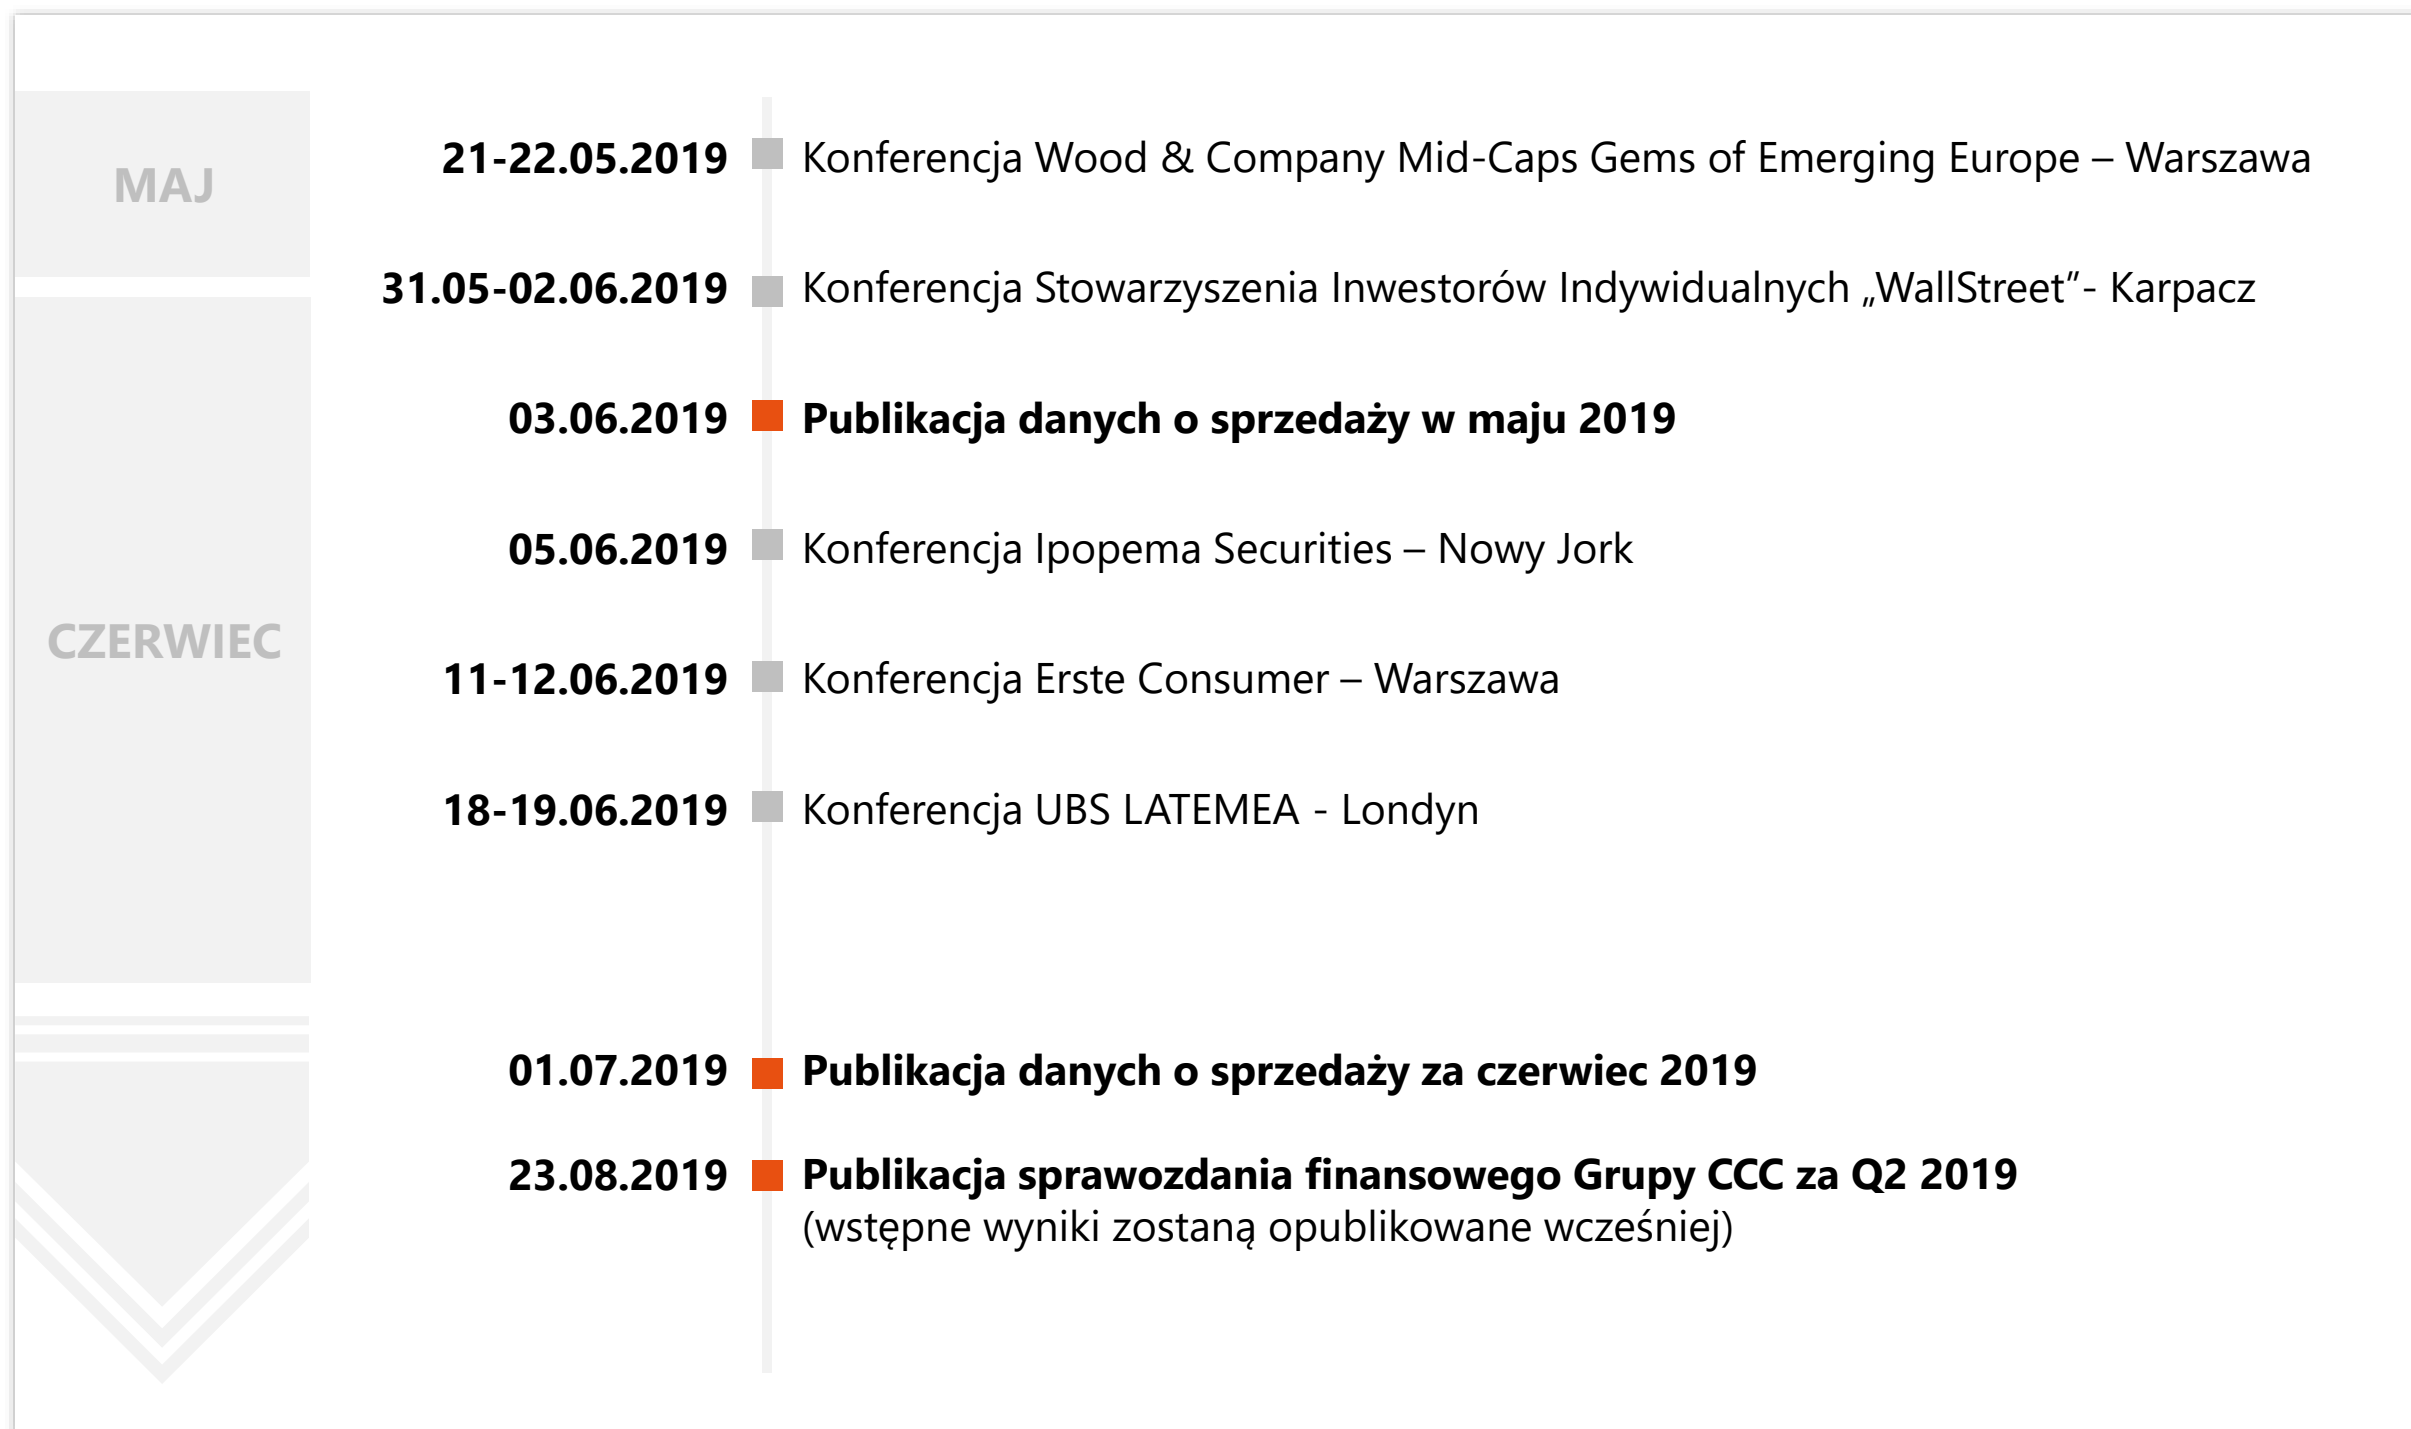 MAJ
21-22.05.2019 Konferencja Wood & Company Mid-Caps Gems of Emerging Europe – Warszawa
31.05-02.06.2019 Konferencja Stowarzyszenia Inwestorów Indywidualnych „WallStreet”- Karpacz
03.06.2019 Publikacja danych o sprzedaży w maju 2019
05.06.2019 Konferencja Ipopema Securities – Nowy Jork
CZERWIEC
11-12.06.2019 Konferencja Erste Consumer – Warszawa
18-19.06.2019 Konferencja UBS LATEMEA - Londyn
01.07.2019 Publikacja danych o sprzedaży za czerwiec 2019
23.08.2019 Publikacja sprawozdania finansowego Grupy CCC za Q2 2019
(wstępne wyniki zostaną opublikowane wcześniej)